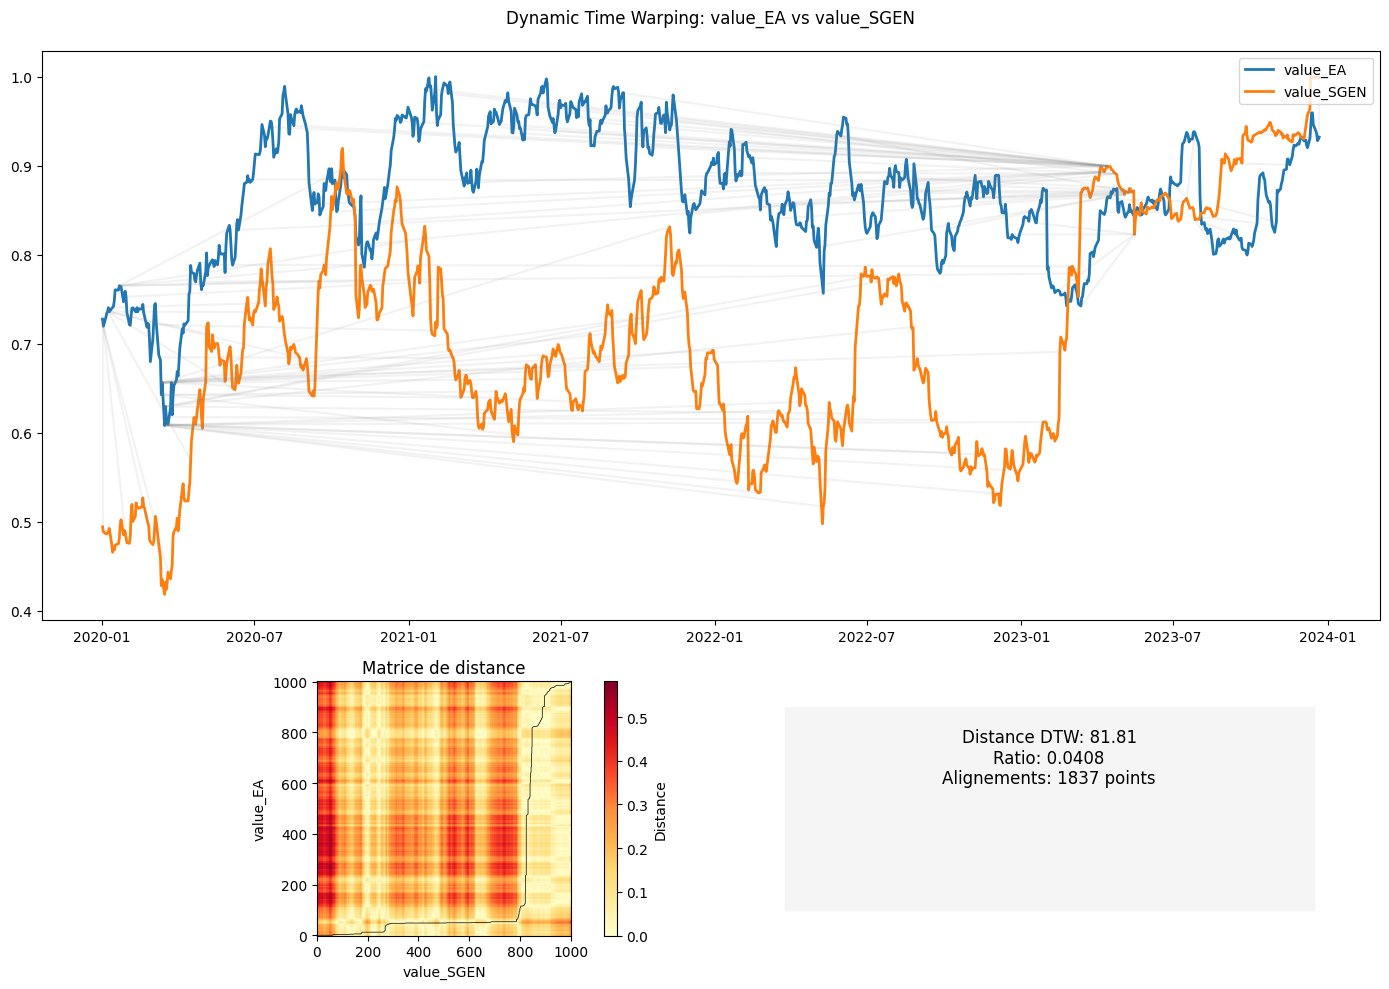 Dynamic Time Warping: value_EA vs value_SGEN
1.0
0.9
0.8
0.7
0.6
0.5
0.4
value_EA
value_SGEN
2020-01 2020-07 2021-01 2021-07 2022-01 2022-07 2023-01 2023-07 2024-01
Matrice de distance
1000
800
600
400
200
0
value_EA
0 200 400 600 800 1000
value_SGEN
0.5
0.4
0.3
0.2
0.1
0.0
Distance
Distance DTW: 81.81
Ratio: 0.0408
Alignements: 1837 points